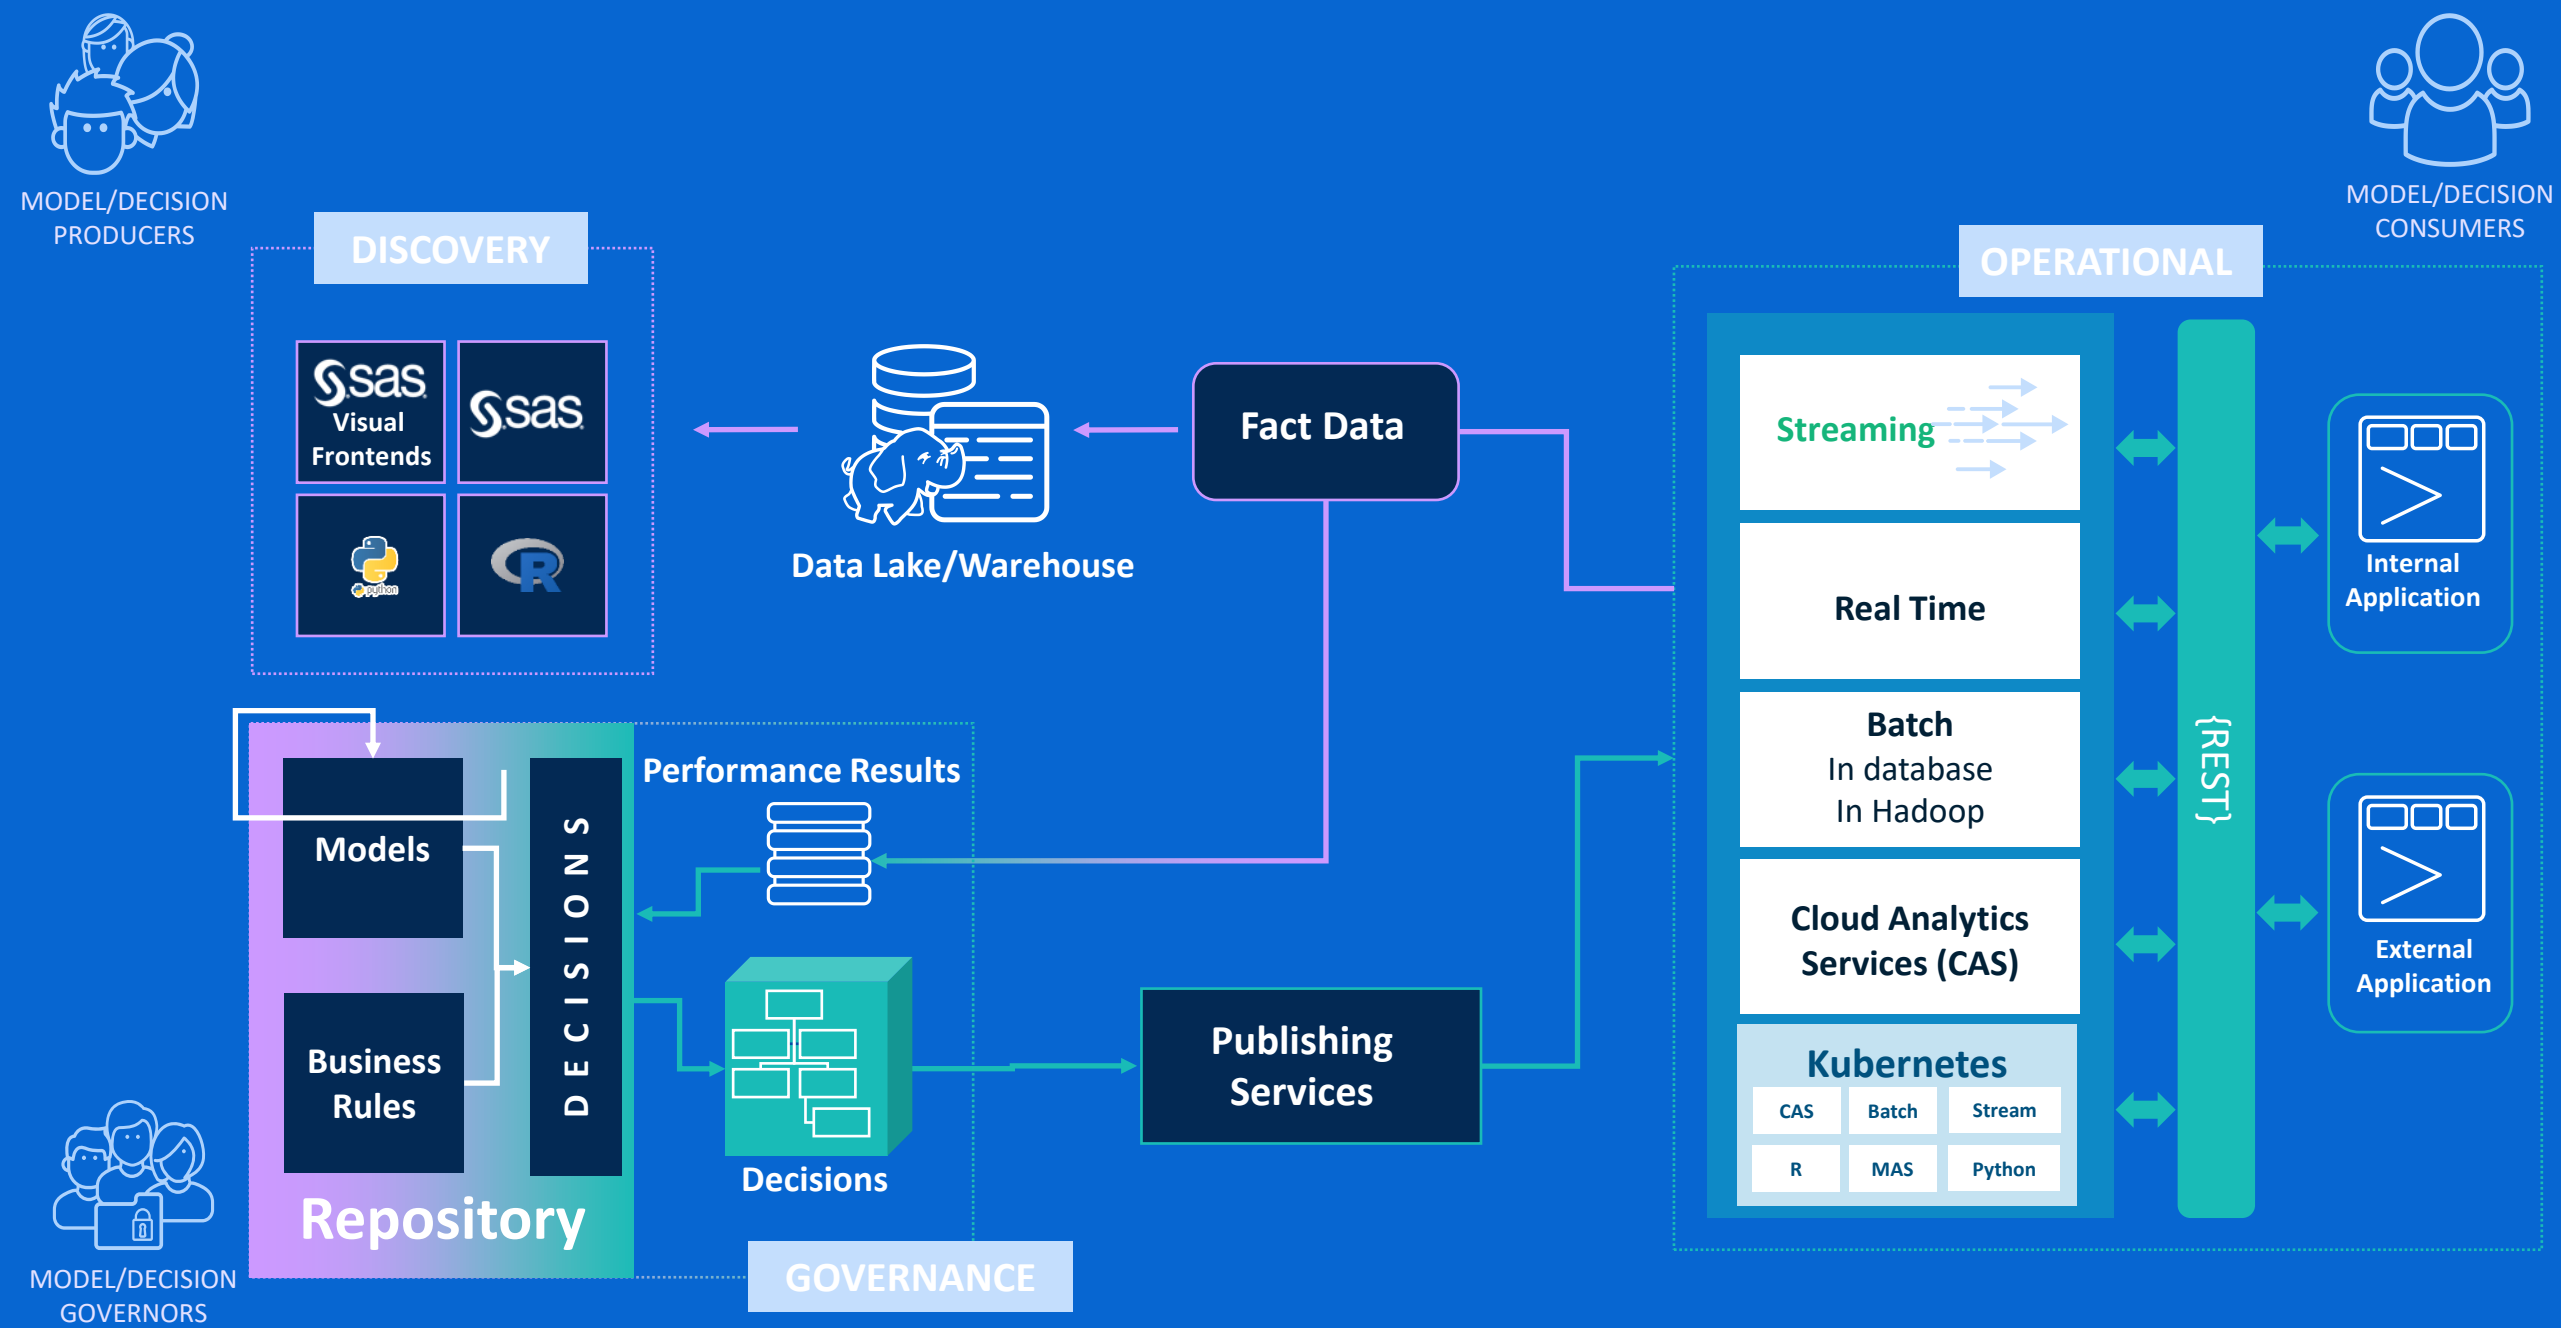 MODEL/DECISION
PRODUCERS
MODEL/DECISION
CONSUMERS
DISCOVERY
sas
Visual
Frontends
sas
python
R
Data Lake/Warehouse
Fact Data
OPERATIONAL
Streaming
Real Time
Batch
In database
In Hadoop
Cloud Analytics
Services (CAS)
Kubernetes
CAS
Batch
Stream
R
MAS
Python
{REST}
Internal
Application
External
Application
Models
Business
Rules
DECISIONS
Repository
Performance Results
Decisions
Publishing
Services
GOVERNANCE
MODEL/DECISION
GOVERNORS